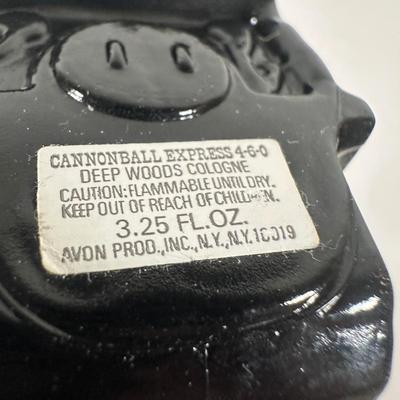 CANNONBALL EXPRESS 4-6-0
DEEP WOODS COLOGNE
CAUTION: FLAMMABLE UNTIL DRY.
KEEP OUT OF REACH OF CHILDREN.
3.25 FL.OZ.
AVON PROD., INC., N.Y., N.Y. 10019